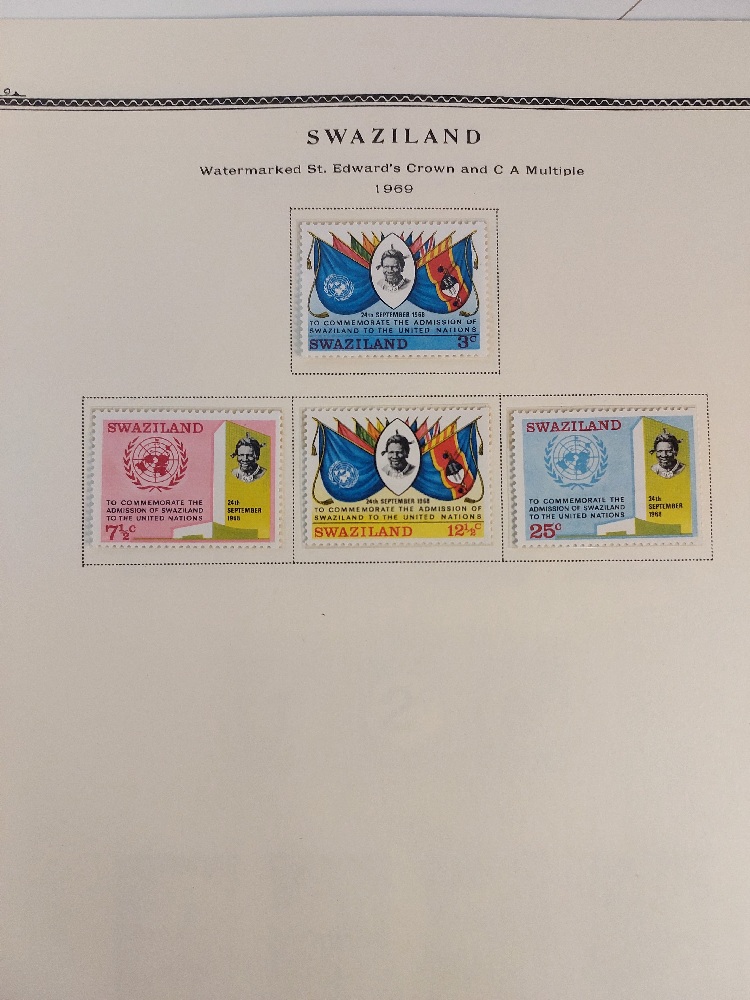 SWAZILAND
Watermarked St. Edward's Crown and C A Multiple
1969
24th SEPTEMBER 1968
TO COMMEMORATE THE ADMISSION OF
SWAZILAND TO THE UNITED NATIONS
SWAZILAND 3c
SWAZILAND
TO COMMEMORATE THE
ADMISSION OF SWAZILAND
TO THE UNITED NATIONS
24th
SEPTEMBER
1968
7½c
24th SEPTEMBER 1968
TO COMMEMORATE THE ADMISSION OF
SWAZILAND TO THE UNITED NATIONS
SWAZILAND 12½c
SWAZILAND
TO COMMEMORATE THE
ADMISSION OF SWAZILAND
TO THE UNITED NATIONS
24th
SEPTEMBER
1968
25c